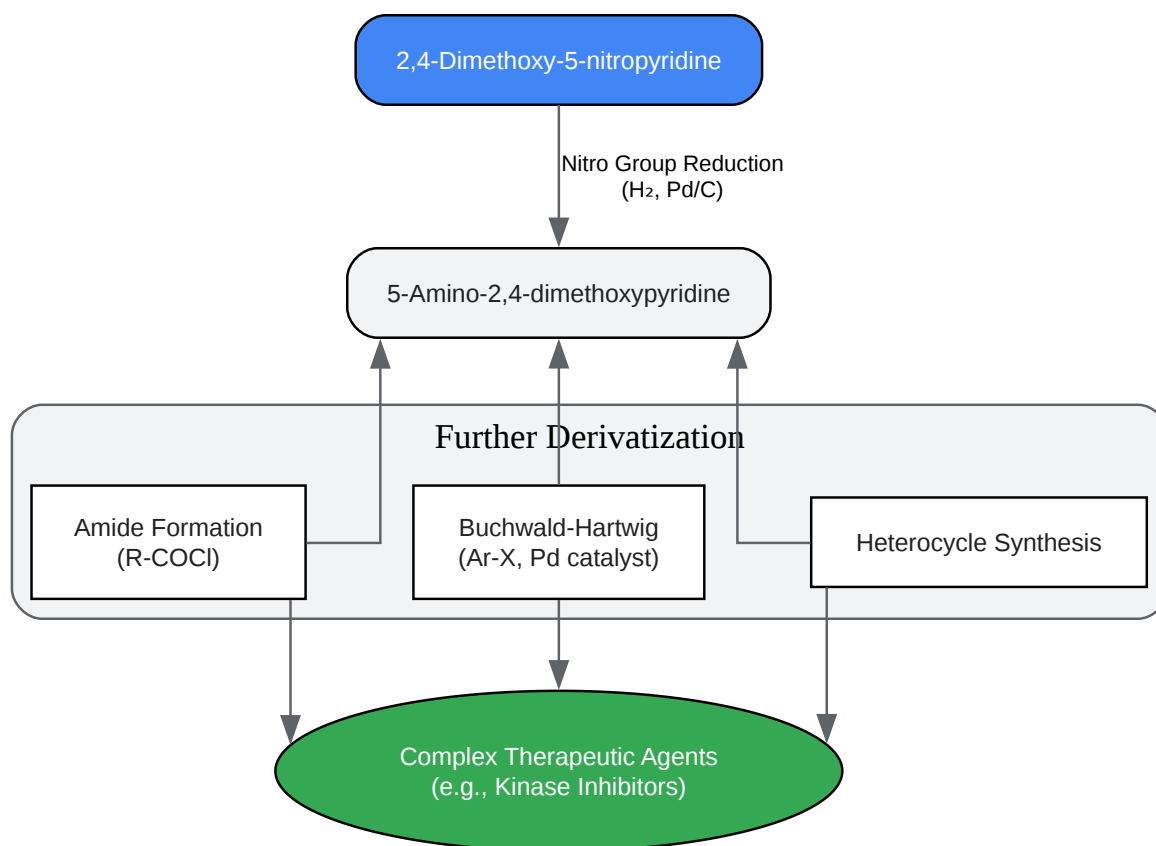 2,4-Dimethoxy-5-nitropyridine
Nitro Group Reduction
(H₂, Pd/C)
5-Amino-2,4-dimethoxypyridine
Further Derivatization
Amide Formation
(R-COCl)
Buchwald-Hartwig
(Ar-X, Pd catalyst)
Heterocycle Synthesis
Complex Therapeutic Agents
(e.g., Kinase Inhibitors)